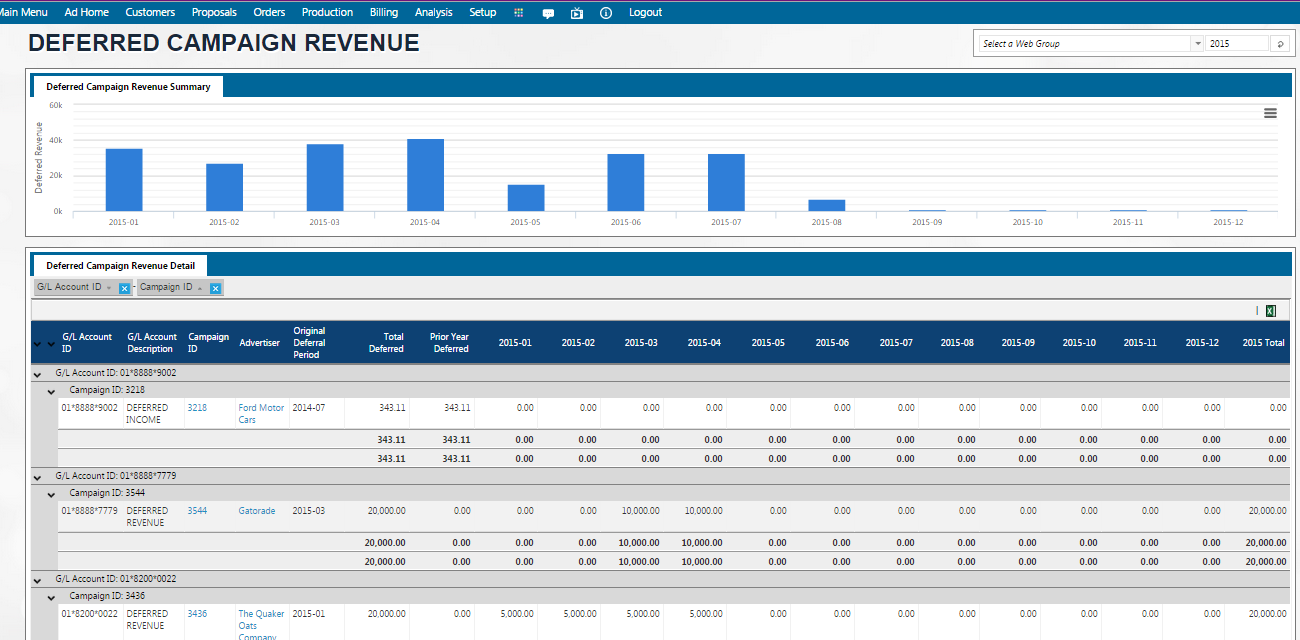 Main Menu Ad Home Customers Proposals Orders Production Billing Analysis Setup Logout
DEFERRED CAMPAIGN REVENUE
Select a Web Group 2015
Deferred Campaign Revenue Summary
60k
40k
20k
0k
Deferred Revenue
2015-01 2015-02 2015-03 2015-04 2015-05 2015-06 2015-07 2015-08 2015-09 2015-10 2015-11 2015-12
Deferred Campaign Revenue Detail
G/L Account ID - Campaign ID
G/L Account ID G/L Account Description Campaign ID Advertiser Original Deferral Period Total Deferred Prior Year Deferred 2015-01 2015-02 2015-03 2015-04 2015-05 2015-06 2015-07 2015-08 2015-09 2015-10 2015-11 2015-12 2015 Total
G/L Account ID: 01*8888*9002
Campaign ID: 3218
01*8888*9002 DEFERRED INCOME 3218 Ford Motor Cars 2014-07 343.11 343.11 0.00 0.00 0.00 0.00 0.00 0.00 0.00 0.00 0.00 0.00 0.00 0.00 0.00
343.11 343.11 0.00 0.00 0.00 0.00 0.00 0.00 0.00 0.00 0.00 0.00 0.00 0.00 0.00
343.11 343.11 0.00 0.00 0.00 0.00 0.00 0.00 0.00 0.00 0.00 0.00 0.00 0.00 0.00
G/L Account ID: 01*8888*7779
Campaign ID: 3544
01*8888*7779 DEFERRED REVENUE 3544 Gatorade 2015-03 20,000.00 0.00 0.00 0.00 10,000.00 10,000.00 0.00 0.00 0.00 0.00 0.00 0.00 0.00 0.00 20,000.00
20,000.00 0.00 0.00 0.00 10,000.00 10,000.00 0.00 0.00 0.00 0.00 0.00 0.00 0.00 0.00 20,000.00
20,000.00 0.00 0.00 0.00 10,000.00 10,000.00 0.00 0.00 0.00 0.00 0.00 0.00 0.00 0.00 20,000.00
G/L Account ID: 01*8200*0022
Campaign ID: 3436
01*8200*0022 DEFERRED REVENUE 3436 The Quaker Oats Company 2015-01 20,000.00 0.00 5,000.00 5,000.00 5,000.00 5,000.00 0.00 0.00 0.00 0.00 0.00 0.00 0.00 0.00 20,000.00